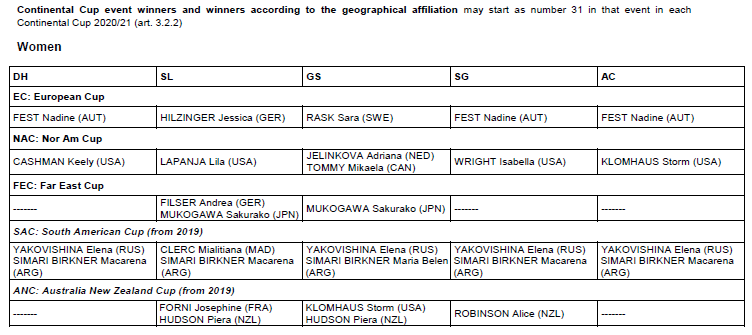 Continental Cup event winners and winners according to the geographical affiliation may start as number 31 in that event in each
Continental Cup 2020/21 (art. 3.2.2)
Women
DH SL GS SG AC
EC: European Cup
FEST Nadine (AUT) HILZINGER Jessica (GER) RASK Sara (SWE) FEST Nadine (AUT) FEST Nadine (AUT)
NAC: Nor Am Cup
CASHMAN Keely (USA) LAPANJA Lila (USA) JELINKOVA Adriana (NED) WRIGHT Isabella (USA) KLOMHAUS Storm (USA)
TOMMY Mikaela (CAN)
FEC: Far East Cup
------- FILSER Andrea (GER) MUKOGAWA Sakurako (JPN) ------- -------
MUKOGAWA Sakurako (JPN)
SAC: South American Cup (from 2019)
YAKOVISHINA Elena (RUS) CLERC Mialitiana (MAD) YAKOVISHINA Elena (RUS) YAKOVISHINA Elena (RUS) YAKOVISHINA Elena (RUS)
SIMARI BIRKNER Macarena SIMARI BIRKNER Macarena SIMARI BIRKNER Maria Belen SIMARI BIRKNER Macarena SIMARI BIRKNER Macarena
(ARG) (ARG) (ARG) (ARG) (ARG)
ANC: Australia New Zealand Cup (from 2019)
------- FORNI Josephine (FRA) KLOMHAUS Storm (USA) ROBINSON Alice (NZL) -------
HUDSON Piera (NZL) HUDSON Piera (NZL)